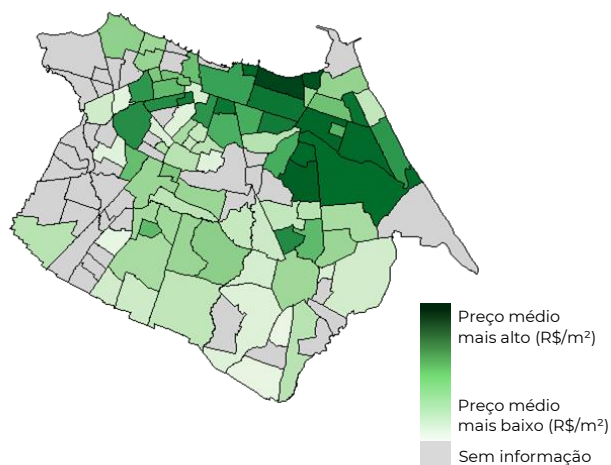 Preço médio
mais alto (R$/m²)
Preço médio
mais baixo (R$/m²)
Sem informação